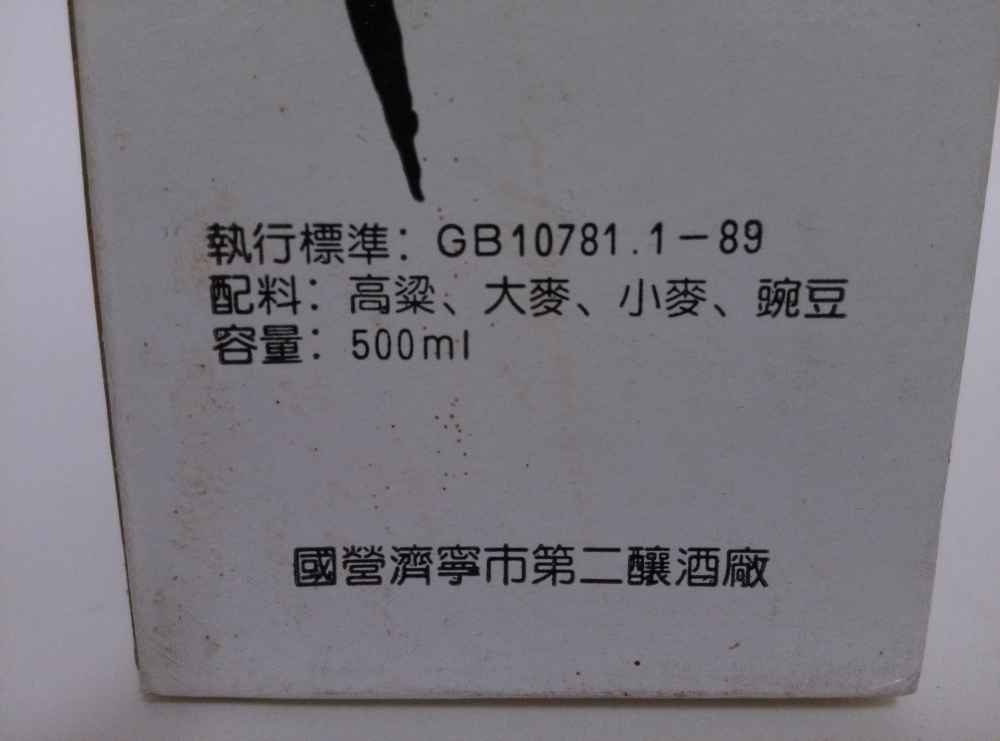 執行標準：GB10781.1－89
配料：高粱、大麥、小麥、豌豆
容量：500ml
國營濟寧市第二釀酒廠